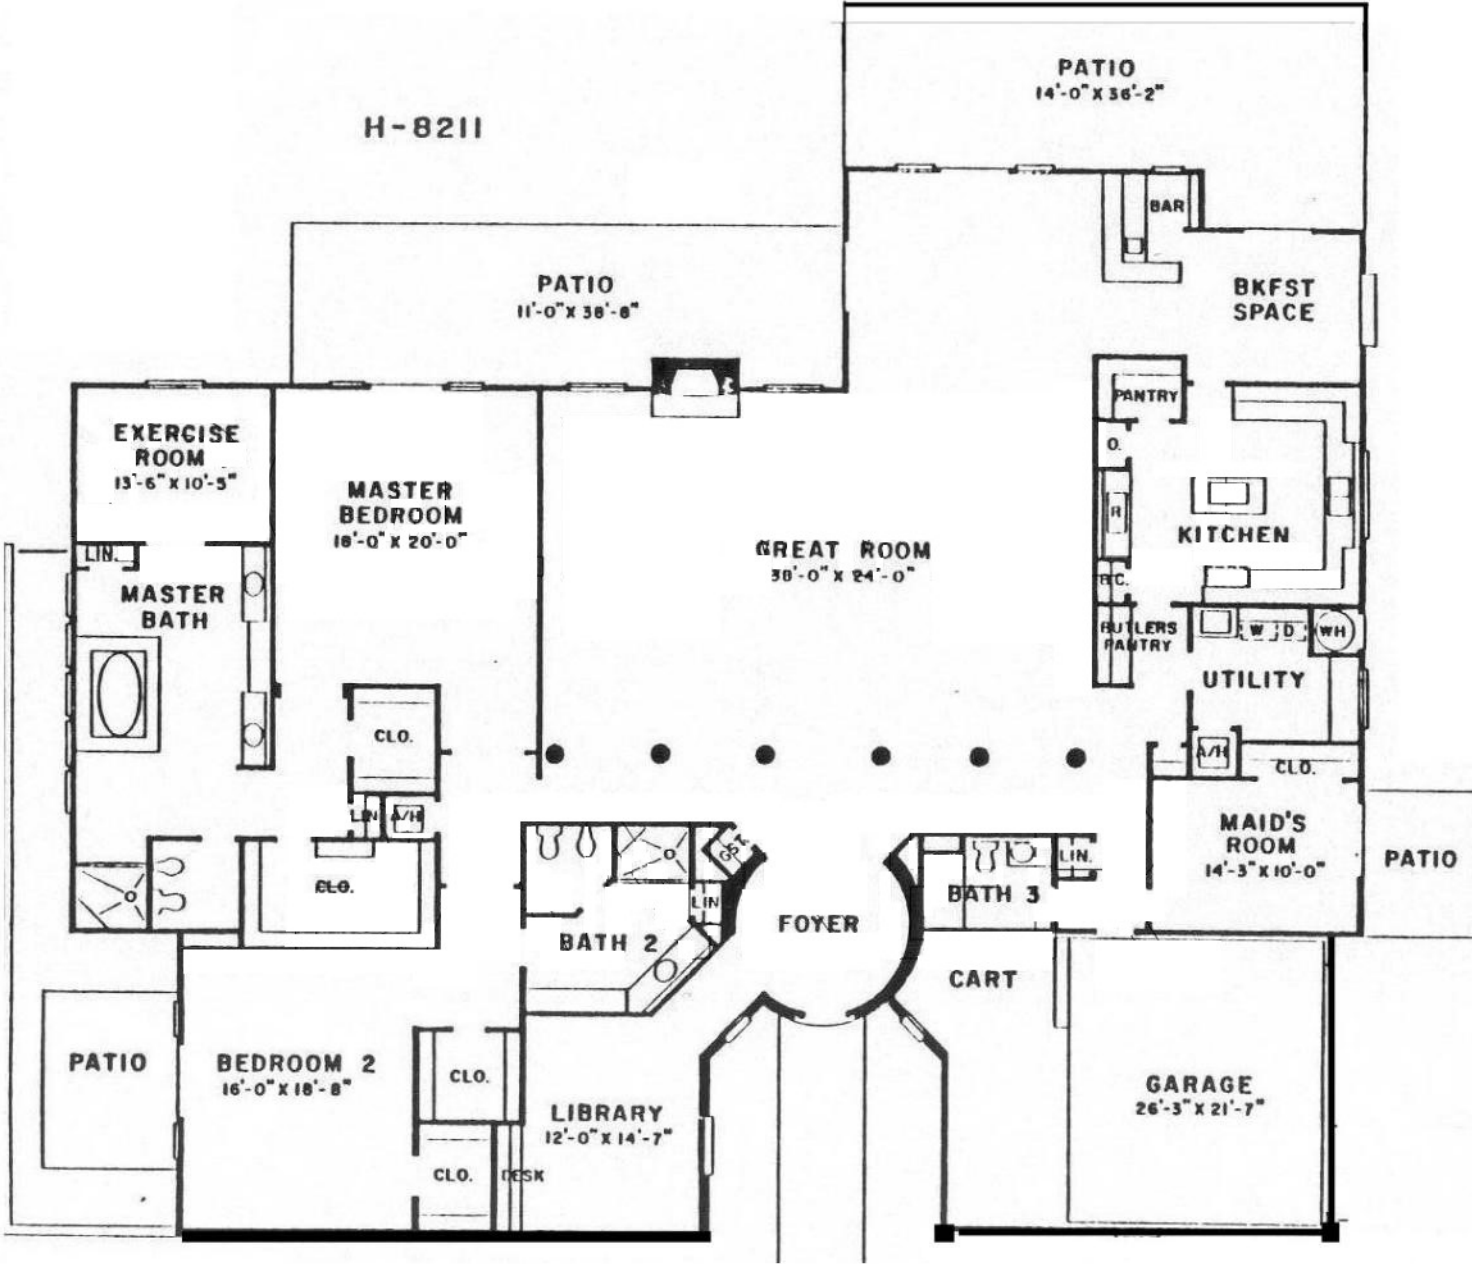 PATIO
14'-0" X 36'-2"
H-8211
BAR
PATIO
11'-0" X 38'-8"
BKFST
SPACE
PANTRY
EXERCISE
ROOM
13'-6" X 10'-5"
O.
MASTER
BEDROOM
18'-0" X 20'-0"
R
KITCHEN
GREAT ROOM
38'-0" X 24'-0"
LIN.
MASTER
BATH
B.C.
BUTLERS
PANTRY
W D
WH
UTILITY
CLO.
A/H
CLO.
LIN
A/H
MAID'S
ROOM
14'-3" X 10'-0"
PATIO
LIN.
CLO.
BATH 3
LIN
FOYER
BATH 2
CART
PATIO
BEDROOM 2
16'-0" X 18'-8"
CLO.
GARAGE
26'-3" X 21'-7"
LIBRARY
12'-0" X 14'-7"
CLO.
DESK